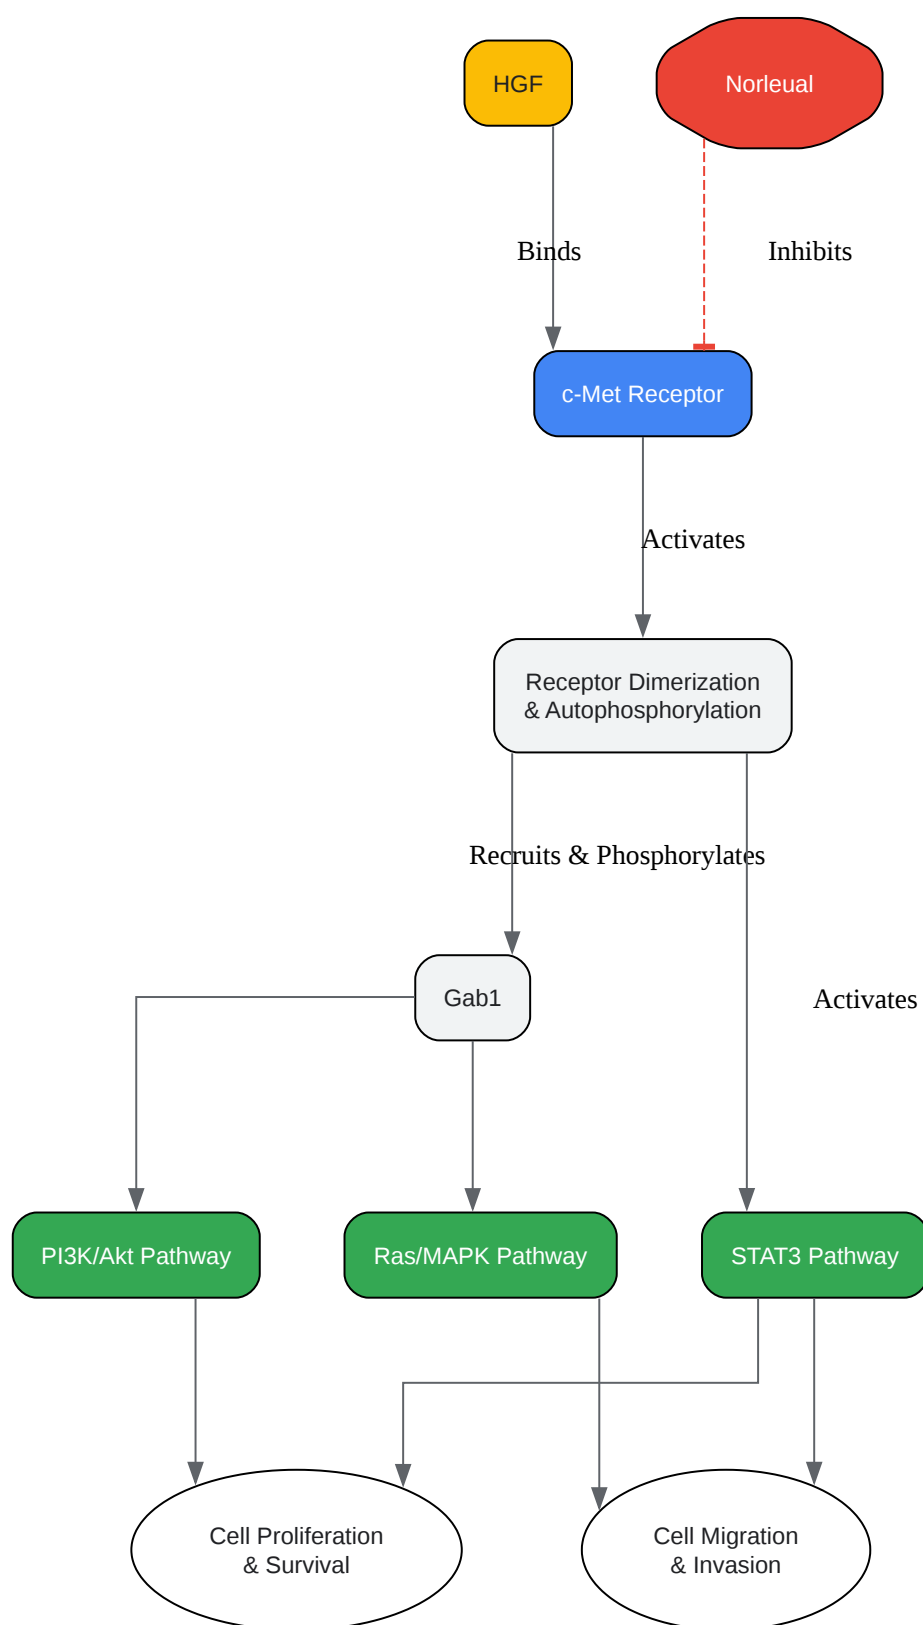 HGF
Norleual
Binds
Inhibits
c-Met Receptor
Activates
Receptor Dimerization
& Autophosphorylation
Recruits & Phosphorylates
Gab1
Activates
PI3K/Akt Pathway
Ras/MAPK Pathway
STAT3 Pathway
Cell Proliferation
& Survival
Cell Migration
& Invasion